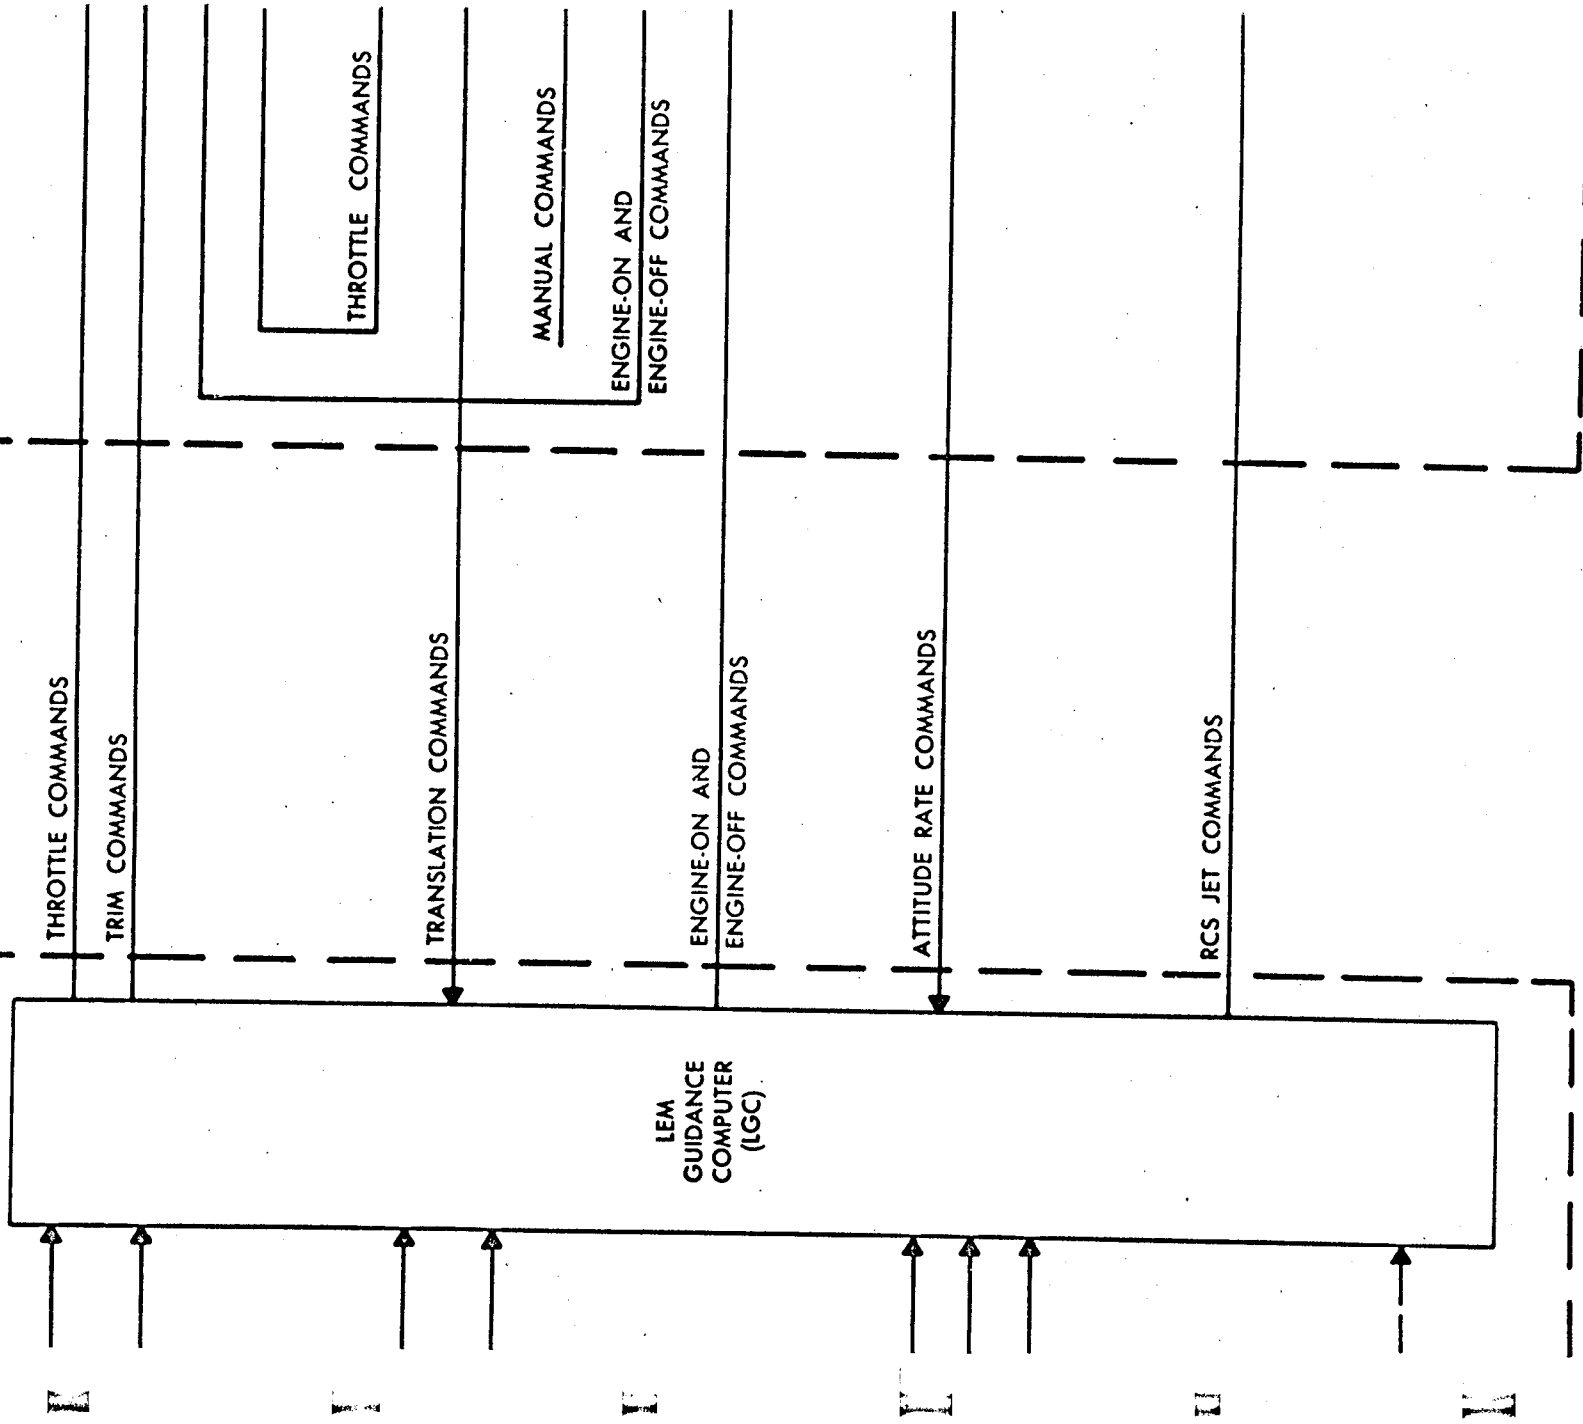 THROTTLE COMMANDS
TRIM COMMANDS
THROTTLE COMMANDS
TRANSLATION COMMANDS
MANUAL COMMANDS
ENGINE-ON AND
ENGINE-OFF COMMANDS
ENGINE-ON AND
ENGINE-OFF COMMANDS
ATTITUDE RATE COMMANDS
RCS JET COMMANDS
LEM
GUIDANCE
COMPUTER
(LGC)